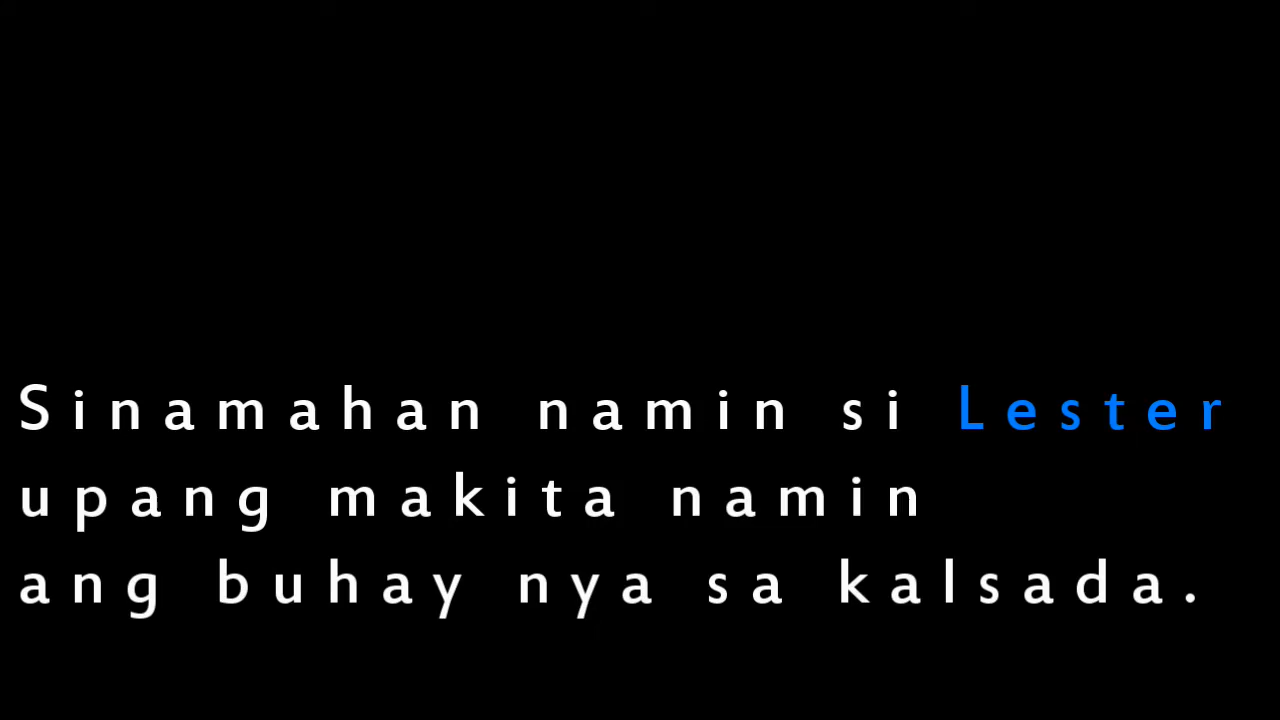 Sinamahan namin si Lester
upang makita namin
ang buhay nya sa kalsada.